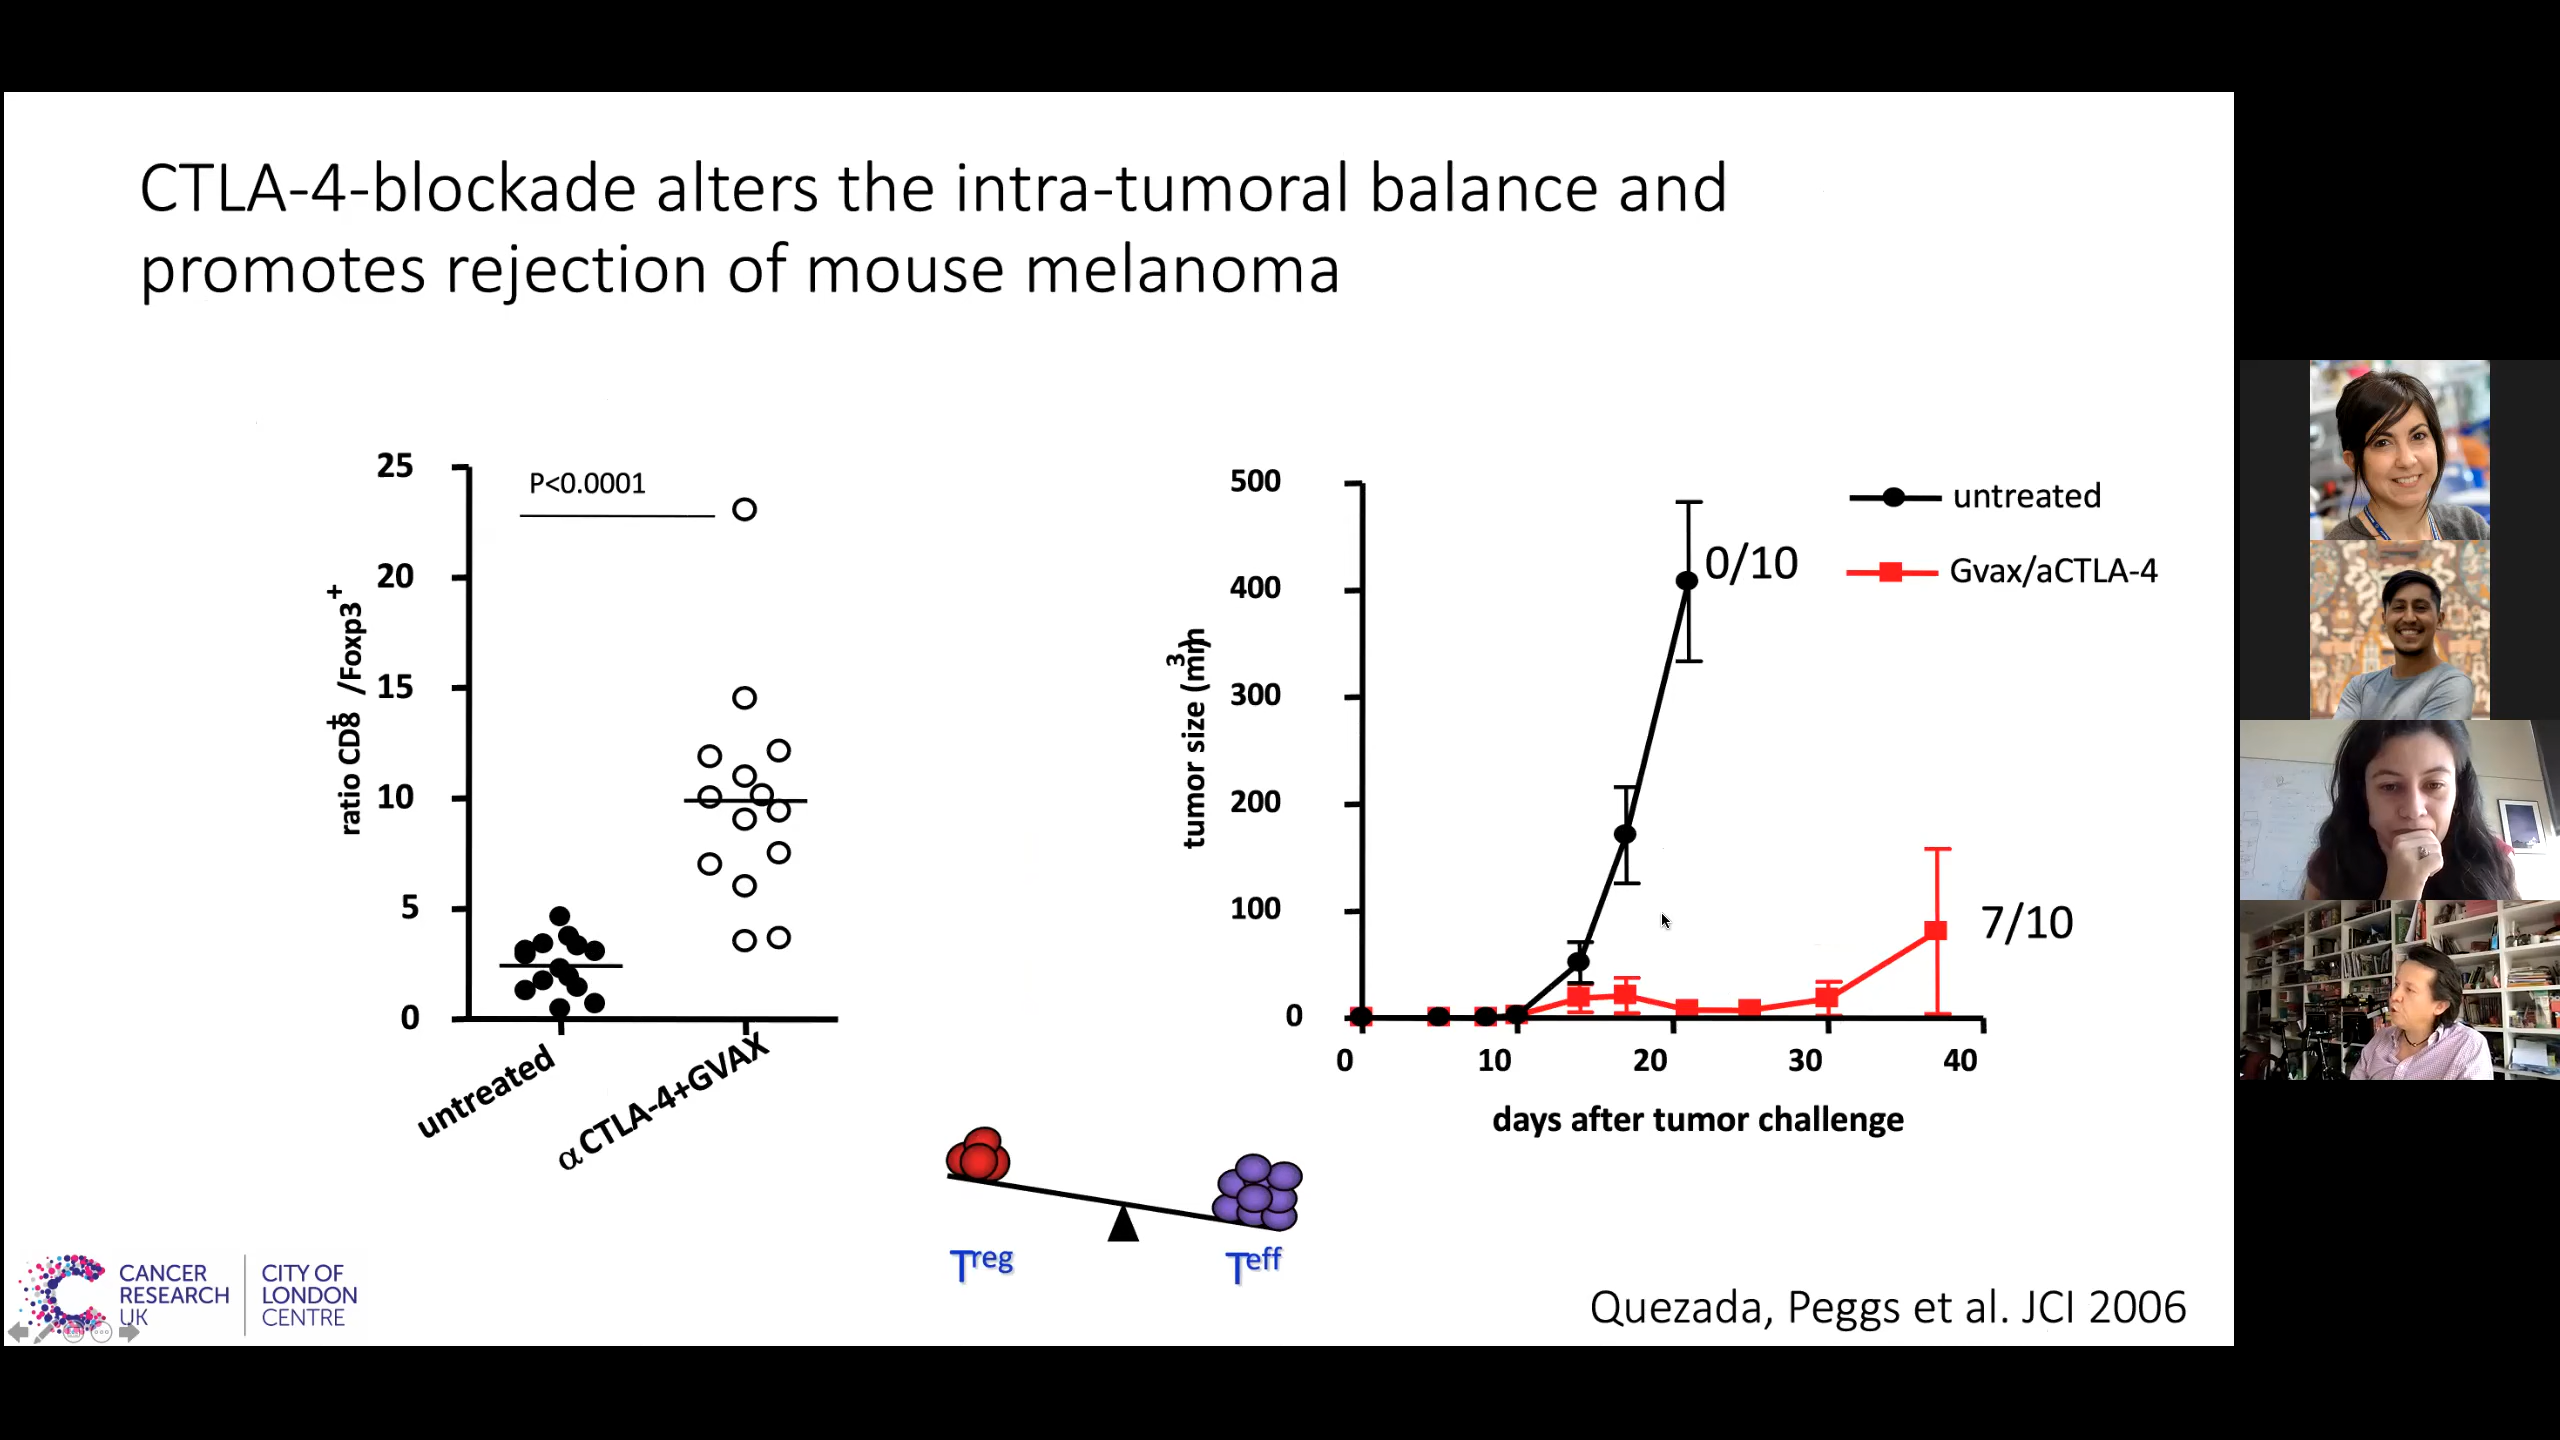 CTLA-4-blockade alters the intra-tumoral balance and
promotes rejection of mouse melanoma
25
20
15
10
5
0
ratio CD8+ /Foxp3+
P<0.0001
untreated
αCTLA-4+GVAX
500
400
300
200
100
0
tumor size (mm3)
0/10
7/10
untreated
Gvax/aCTLA-4
0 10 20 30 40
days after tumor challenge
Treg
Teff
CANCER
RESEARCH
UK
CITY OF
LONDON
CENTRE
Quezada, Peggs et al. JCI 2006